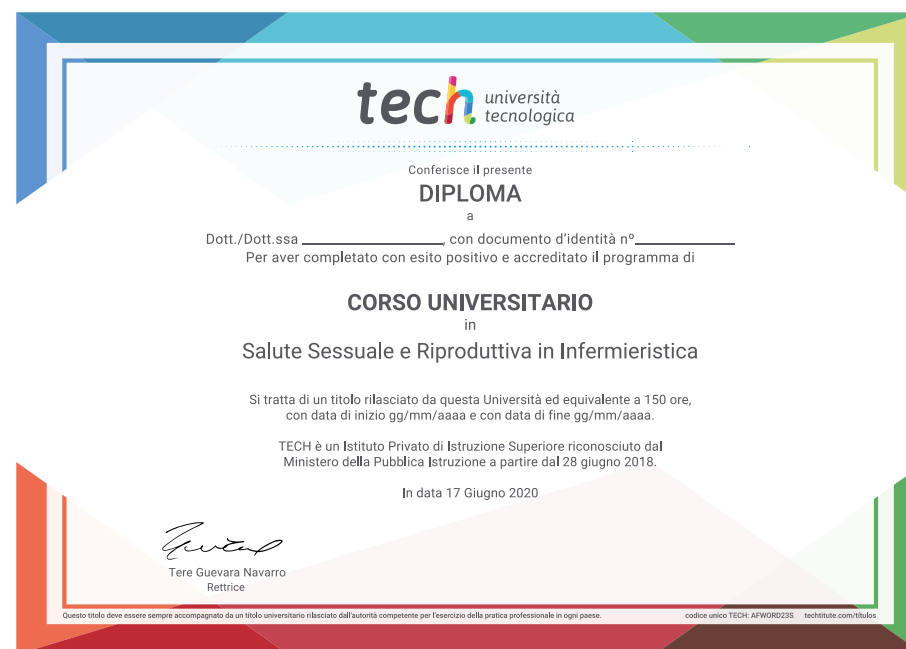 tech università
tecnologica
Conferisce il presente
DIPLOMA
a
Dott./Dott.ssa ____________________, con documento d'identità nº______________
Per aver completato con esito positivo e accreditato il programma di
CORSO UNIVERSITARIO
in
Salute Sessuale e Riproduttiva in Infermieristica
Si tratta di un titolo rilasciato da questa Università ed equivalente a 150 ore,
con data di inizio gg/mm/aaaa e con data di fine gg/mm/aaaa.
TECH è un Istituto Privato di Istruzione Superiore riconosciuto dal
Ministero della Pubblica Istruzione a partire dal 28 giugno 2018.
In data 17 Giugno 2020
Tere Guevara Navarro
Rettrice
Questo titolo deve essere sempre accompagnato da un titolo universitario rilasciato dall'autorità competente per l'esercizio della pratica professionale in ogni paese. codice unico TECH: AFWORD23S techtitute.com/titulos